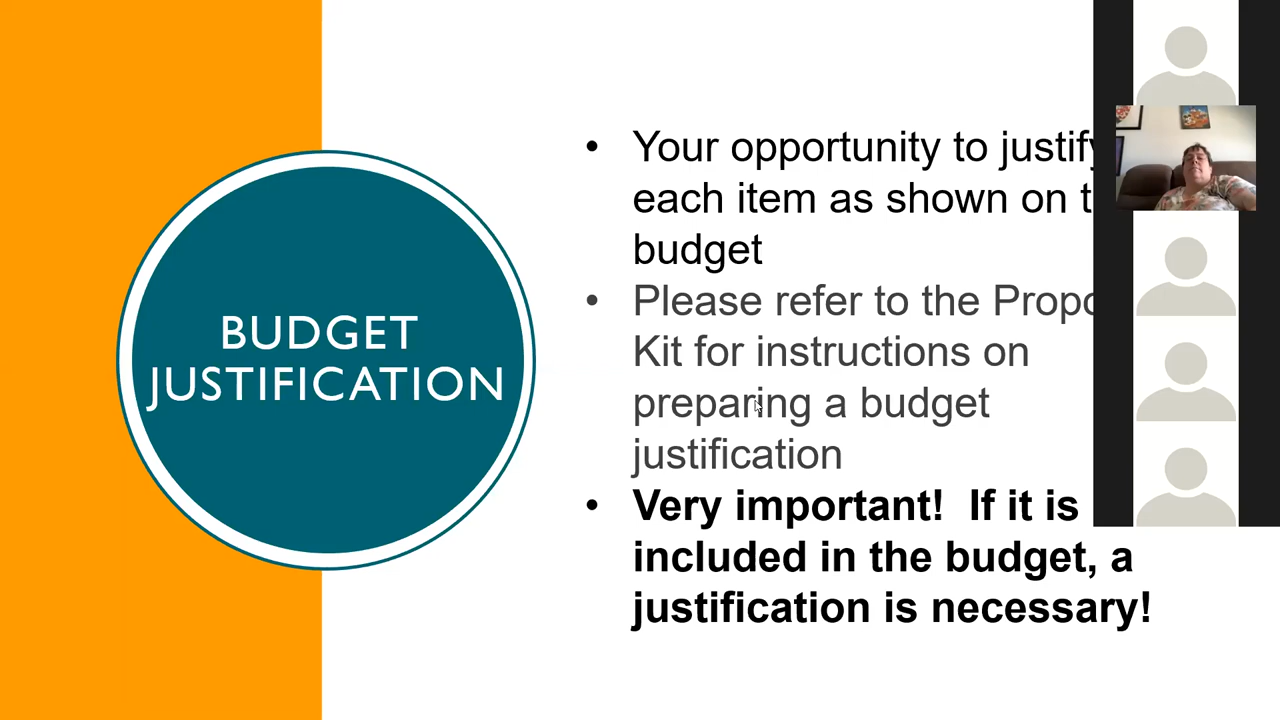 BUDGET
JUSTIFICATION
• Your opportunity to justify
each item as shown on
budget
• Please refer to the
Kit for instructions on
preparing a budget
justification
• Very important!  If it is
included in the budget, a
justification is necessary!